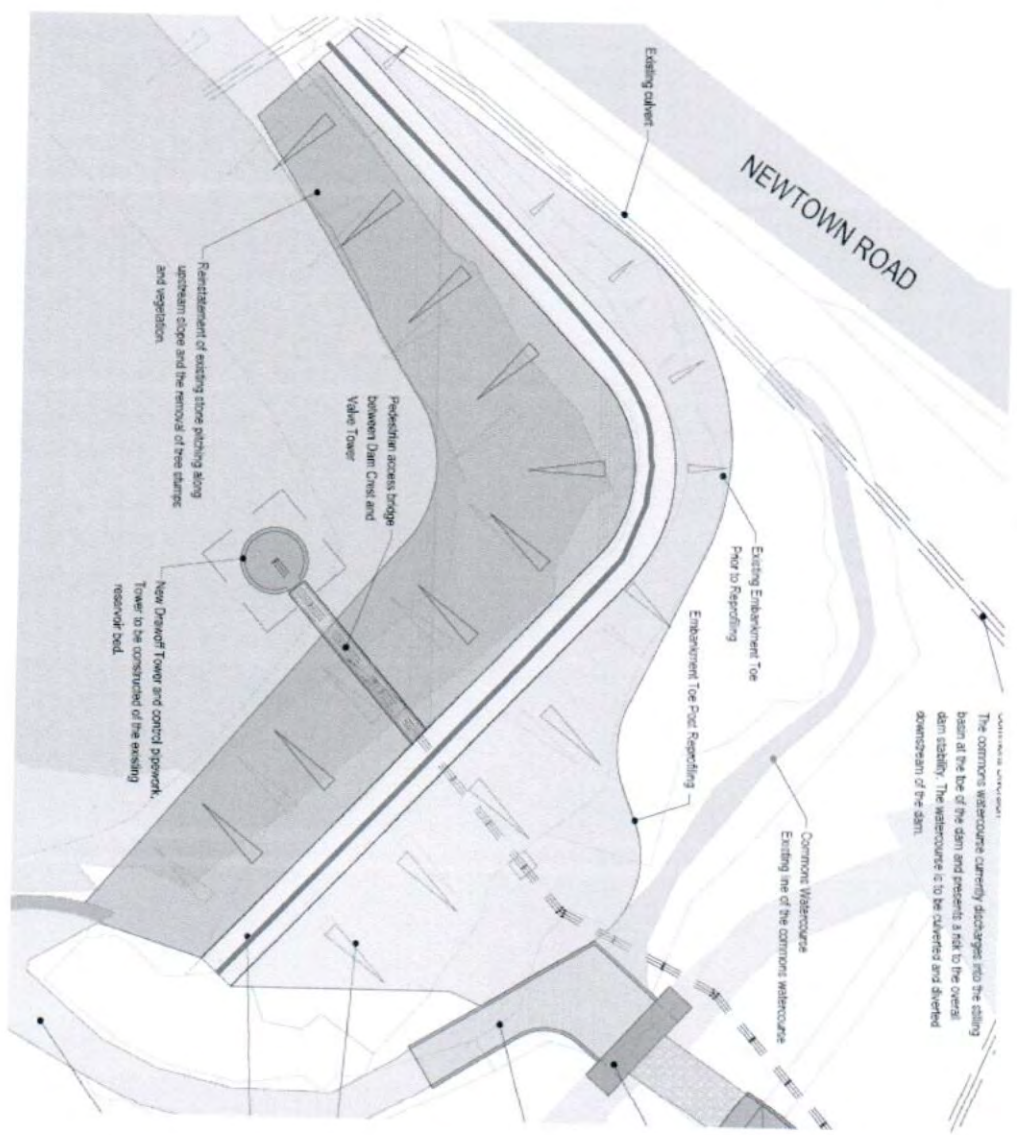 NEWTOWN ROAD
Existing culvert
The commons watercourse currently discharges into the stilling
basin at the toe of the dam and presents a risk to the overall
dam stability. The watercourse is to be culverted and diverted
downstream of the dam.
Commons Watercourse
Existing line of the commons watercourse
Existing Embankment Toe
Prior to Reprofiling
Embankment Toe Post Reprofiling
Pedestrian access bridge
between Dam Crest and
Valve Tower
Reinstatement of existing stone pitching along
upstream slope and the removal of tree stumps
and vegetation.
New Drawoff Tower and control pipework,
Tower to be constructed of the existing
reservoir bed.